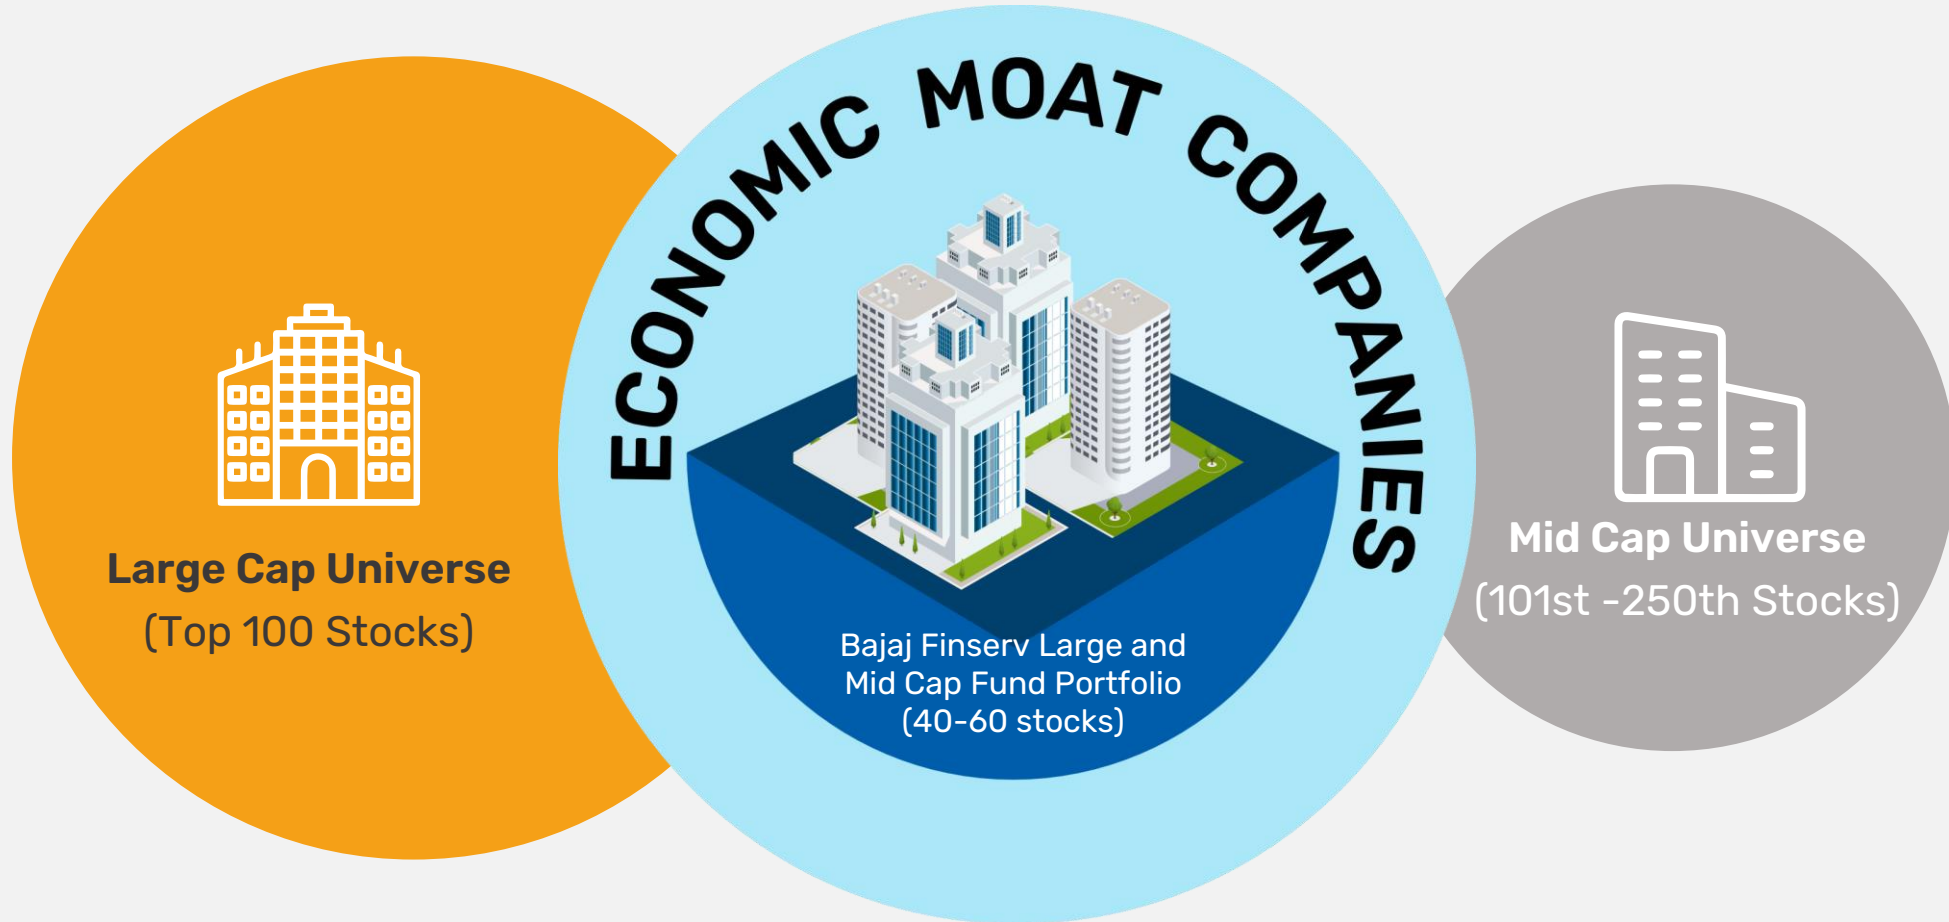 ECONOMIC MOAT COMPANIES
Large Cap Universe
(Top 100 Stocks)
Bajaj Finserv Large and
Mid Cap Fund Portfolio
(40-60 stocks)
Mid Cap Universe
(101st -250th Stocks)